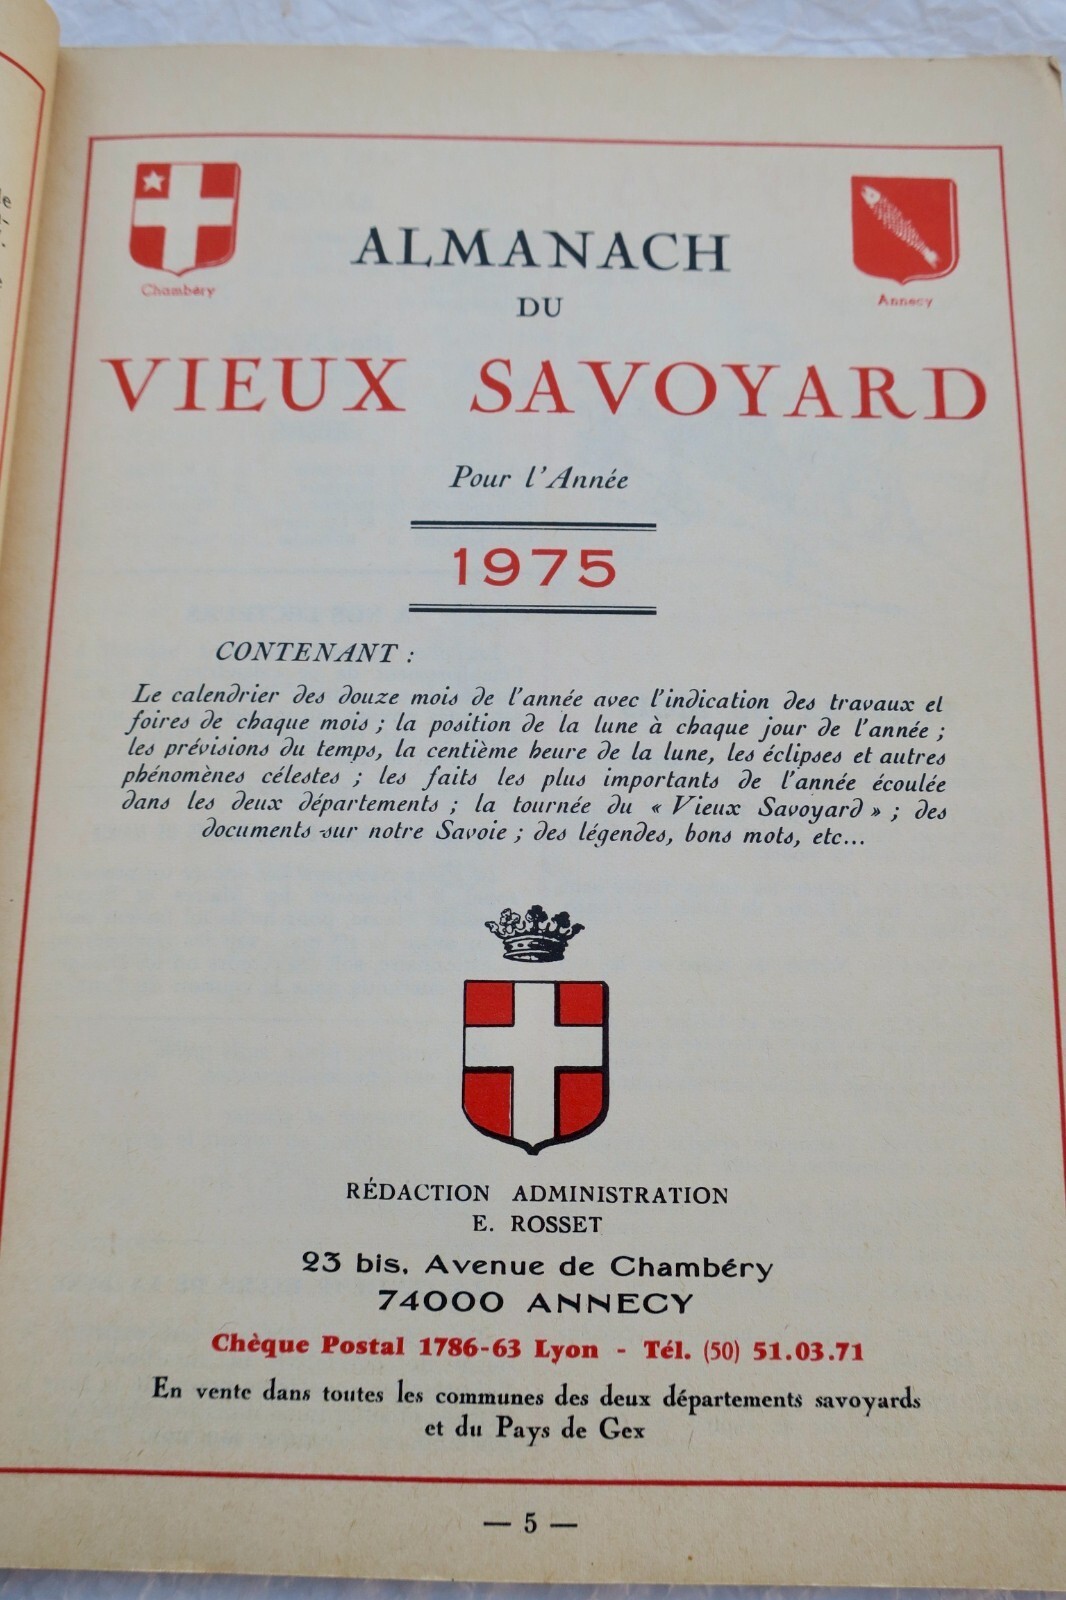 Chambéry
Annecy
ALMANACH
DU
VIEUX SAVOYARD
Pour l'Année
1975
CONTENANT :
Le calendrier des douze mois de l'année avec l'indication des travaux et
foires de chaque mois ; la position de la lune à chaque jour de l'année ;
les prévisions du temps, la centième heure de la lune, les éclipses et autres
phénomènes célestes ; les faits les plus importants de l'année écoulée
dans les deux départements ; la tournée du « Vieux Savoyard » ; des
documents sur notre Savoie ; des légendes, bons mots, etc...
RÉDACTION ADMINISTRATION
E. ROSSET
23 bis, Avenue de Chambéry
74000 ANNECY
Chèque Postal 1786-63 Lyon - Tél. (50) 51.03.71
En vente dans toutes les communes des deux départements savoyards
et du Pays de Gex
— 5 —